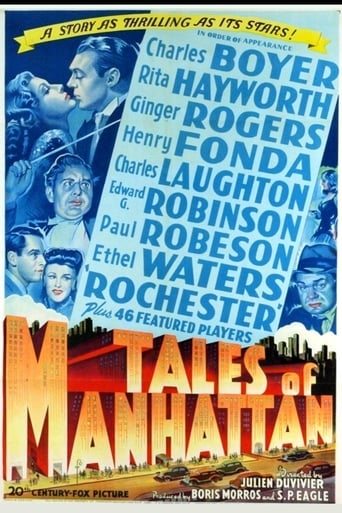 A STORY AS THRILLING AS ITS STARS!
IN ORDER OF APPEARANCE
Charles BOYER
Rita HAYWORTH
Ginger ROGERS
Henry FONDA
Charles LAUGHTON
Edward G. ROBINSON
Paul ROBESON
Ethel WATERS
'ROCHESTER'
Plus 46 FEATURED PLAYERS
TALES of
MANHATTAN
Directed by
JULIEN DUVIVIER
20th CENTURY-FOX PICTURE
Produced by BORIS MORROS and S.P. EAGLE